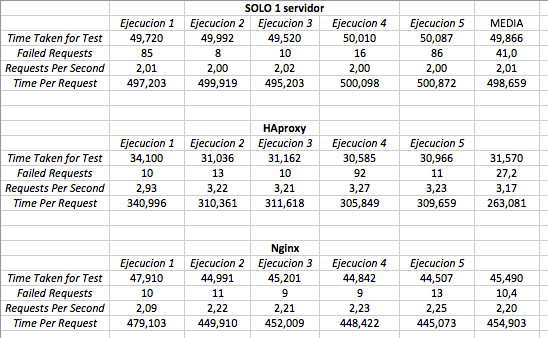 SOLO 1 servidor
Ejecucion 1 Ejecucion 2 Ejecucion 3 Ejecucion 4 Ejecucion 5 MEDIA
Time Taken for Test 49,720 49,992 49,520 50,010 50,087 49,866
Failed Requests 85 8 10 16 86 41,0
Requests Per Second 2,01 2,00 2,02 2,00 2,00 2,01
Time Per Request 497,203 499,919 495,203 500,098 500,872 498,659
HAproxy
Ejecucion 1 Ejecucion 2 Ejecucion 3 Ejecucion 4 Ejecucion 5
Time Taken for Test 34,100 31,036 31,162 30,585 30,966 31,570
Failed Requests 10 13 10 92 11 27,2
Requests Per Second 2,93 3,22 3,21 3,27 3,23 3,17
Time Per Request 340,996 310,361 311,618 305,849 309,659 263,081
Nginx
Ejecucion 1 Ejecucion 2 Ejecucion 3 Ejecucion 4 Ejecucion 5
Time Taken for Test 47,910 44,991 45,201 44,842 44,507 45,490
Failed Requests 10 11 9 9 13 10,4
Requests Per Second 2,09 2,22 2,21 2,23 2,25 2,20
Time Per Request 479,103 449,910 452,009 448,422 445,073 454,903